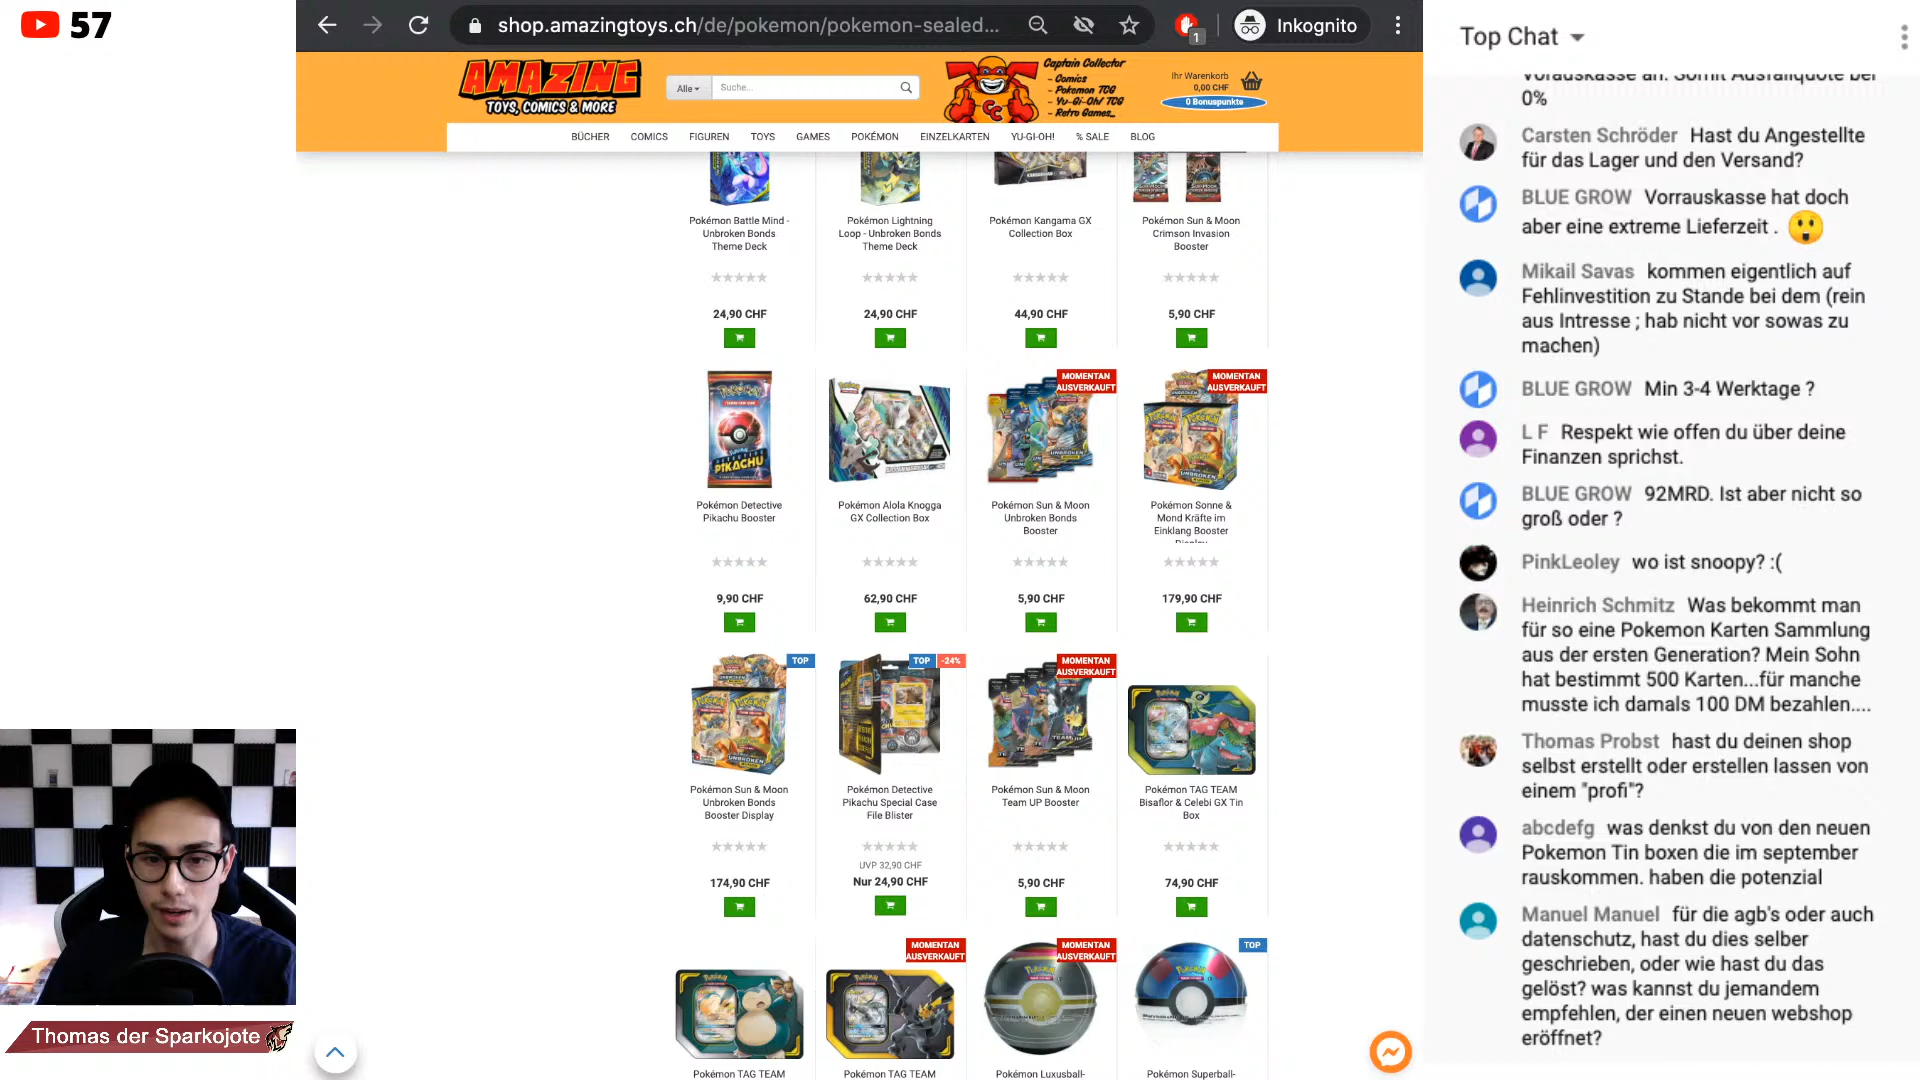 57
shop.amazingtoys.ch/de/pokemon/pokemon-sealed...
1
Inkognito
AMAZING
TOYS, COMICS & MORE
Alle
Suche...
Captain Collector
- Comics
- Pokemon TCG
- Yu-Gi-Oh! TCG
- Retro Games...
CC
Ihr Warenkorb
0,00 CHF
0 Bonuspunkte
BÜCHER COMICS FIGUREN TOYS GAMES POKÉMON EINZELKARTEN YU-GI-OH! % SALE BLOG
Pokémon Battle Mind -
Unbroken Bonds
Theme Deck
Pokémon Lightning
Loop - Unbroken Bonds
Theme Deck
Pokémon Kangama GX
Collection Box
Pokémon Sun & Moon
Crimson Invasion
Booster
24,90 CHF
24,90 CHF
44,90 CHF
5,90 CHF
MOMENTAN
AUSVERKAUFT
MOMENTAN
AUSVERKAUFT
Pokémon Detective
Pikachu Booster
Pokémon Alola Knogga
GX Collection Box
Pokémon Sun & Moon
Unbroken Bonds
Booster
Pokémon Sonne &
Mond Kräfte im
Einklang Booster
Display
9,90 CHF
62,90 CHF
5,90 CHF
179,90 CHF
TOP
TOP
-24%
MOMENTAN
AUSVERKAUFT
Pokémon Sun & Moon
Unbroken Bonds
Booster Display
Pokémon Detective
Pikachu Special Case
File Blister
Pokémon Sun & Moon
Team UP Booster
Pokémon TAG TEAM
Bisaflor & Celebi GX Tin
Box
UVP 32,90 CHF
174,90 CHF
Nur 24,90 CHF
5,90 CHF
74,90 CHF
MOMENTAN
AUSVERKAUFT
MOMENTAN
AUSVERKAUFT
TOP
Pokémon TAG TEAM
Pokémon TAG TEAM
Pokémon Luxusball-
Pokémon Superball-
Thomas der Sparkojote
Top Chat
Vorauskasse an. Somit Ausfallquote bei
0%
Carsten Schröder Hast du Angestellte
für das Lager und den Versand?
BLUE GROW Vorrauskasse hat doch
aber eine extreme Lieferzeit . 😲
Mikail Savas kommen eigentlich auf
Fehlinvestition zu Stande bei dem (rein
aus Intresse ; hab nicht vor sowas zu
machen)
BLUE GROW Min 3-4 Werktage ?
L F Respekt wie offen du über deine
Finanzen sprichst.
BLUE GROW 92MRD. Ist aber nicht so
groß oder ?
PinkLeoley wo ist snoopy? :(
Heinrich Schmitz Was bekommt man
für so eine Pokemon Karten Sammlung
aus der ersten Generation? Mein Sohn
hat bestimmt 500 Karten...für manche
musste ich damals 100 DM bezahlen....
Thomas Probst hast du deinen shop
selbst erstellt oder erstellen lassen von
einem "profi"?
abcdefg was denkst du von den neuen
Pokemon Tin boxen die im september
rauskommen. haben die potenzial
Manuel Manuel für die agb's oder auch
datenschutz, hast du dies selber
geschrieben, oder wie hast du das
gelöst? was kannst du jemandem
empfehlen, der einen neuen webshop
eröffnet?